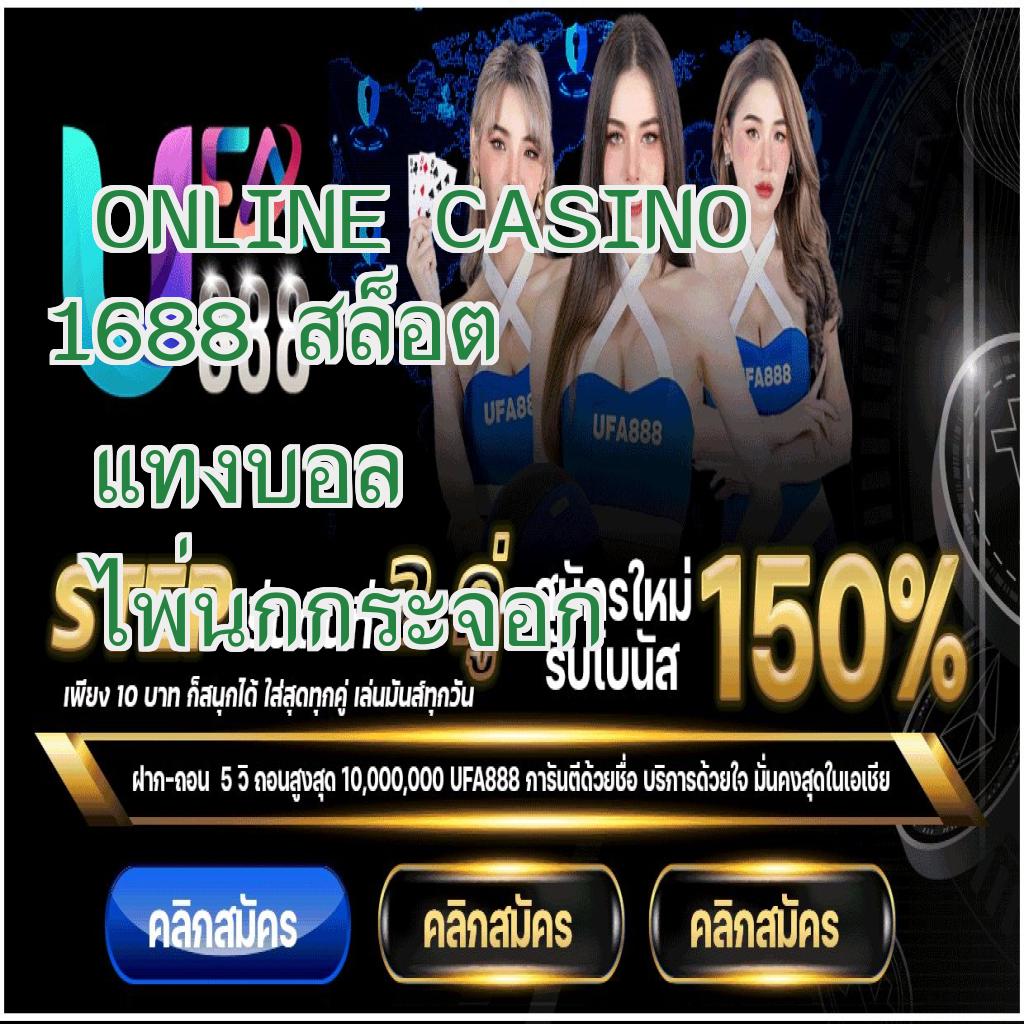 UFA
ONLINE CASINO
1688 สล็อต
888
UFA888
UFA888
UFA888
แทงบอล
ไพ่นกกระจอก
STEP
สมัครใหม่
รับโบนัส
150%
เพียง 10 บาท ก็สนุกได้ ใส่สุดทุกคู่ เล่นมันส์ทุกวัน
ฝาก-ถอน 5 วิ ถอนสูงสุด 10,000,000 UFA888 การันตีด้วยชื่อ บริการด้วยใจ มั่นคงสุดในเอเชีย
คลิกสมัคร
คลิกสมัคร
คลิกสมัคร